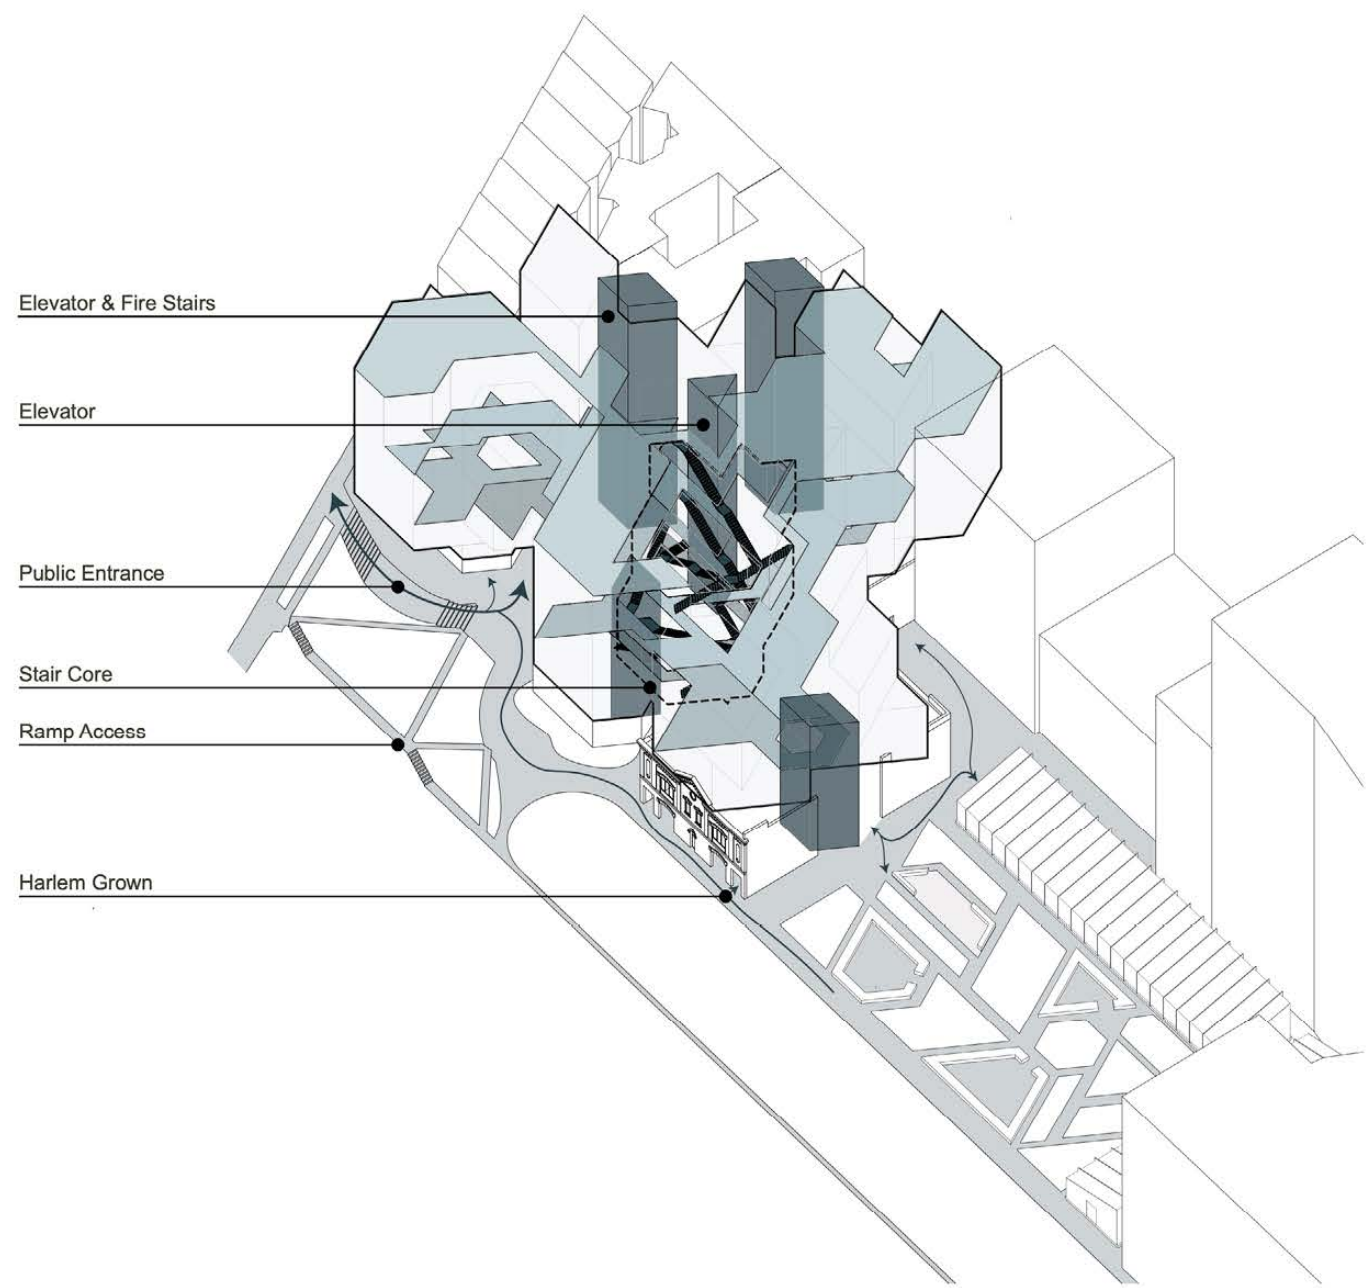 Elevator & Fire Stairs
Elevator
Public Entrance
Stair Core
Ramp Access
Harlem Grown